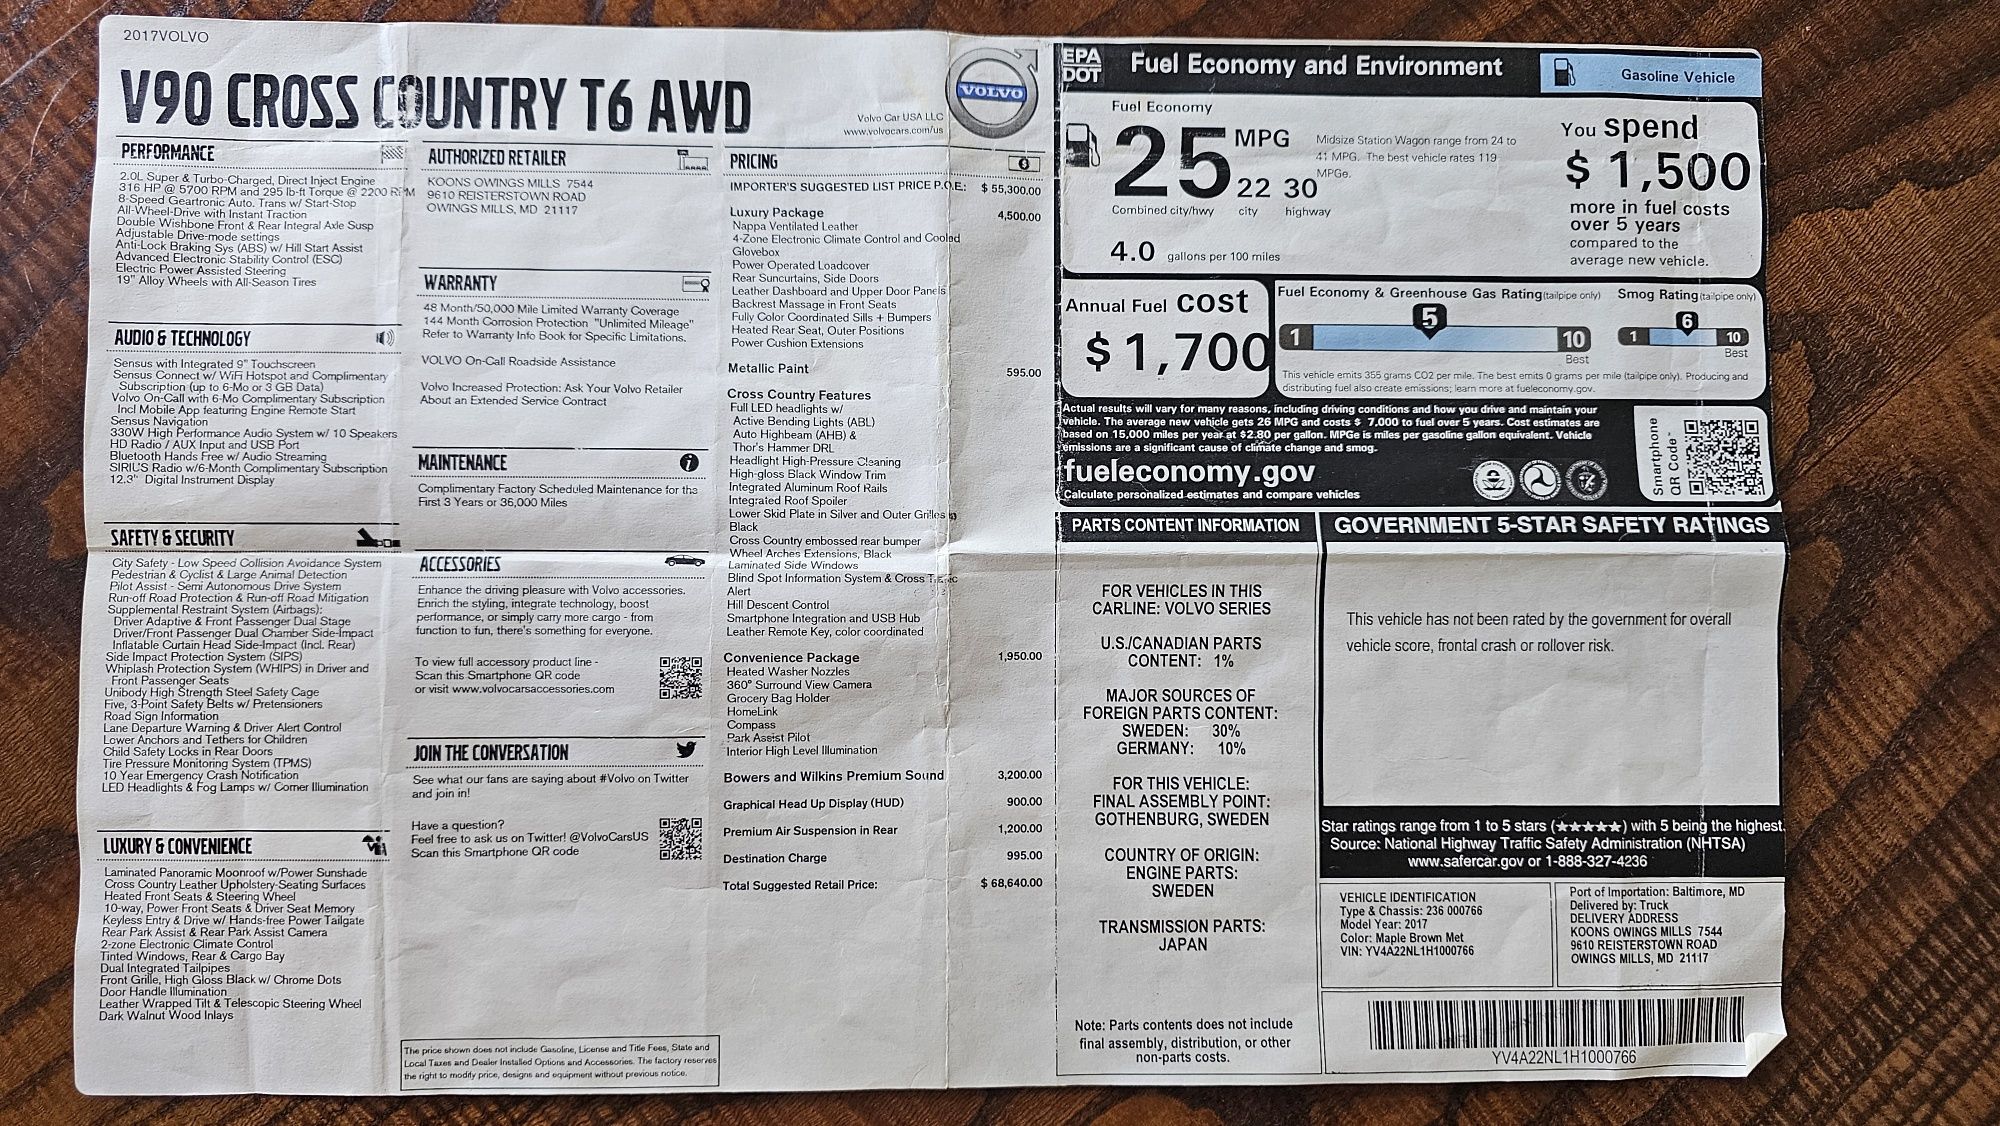 2017VOLVO
V90 CROSS COUNTRY T6 AWD
Volvo Car USA LLC
www.volvocars.com/us
VOLVO
PERFORMANCE
2.0L Super & Turbo-Charged, Direct Inject Engine
316 HP @ 5700 RPM and 295 lb-ft Torque @ 2200 RPM
8-Speed Geartronic Auto. Trans w/ Start-Stop
All-Wheel-Drive with Instant Traction
Double Wishbone Front & Rear Integral Axle Susp
Adjustable Drive-mode settings
Anti-Lock Braking Sys (ABS) w/ Hill Start Assist
Advanced Electronic Stability Control (ESC)
Electric Power Assisted Steering
19" Alloy Wheels with All-Season Tires
AUDIO & TECHNOLOGY
Sensus with Integrated 9" Touchscreen
Sensus Connect w/ WiFi Hotspot and Complimentary
Subscription (up to 6-Mo or 3 GB Data)
Volvo On-Call with 6-Mo Complimentary Subscription
Incl Mobile App featuring Engine Remote Start
Sensus Navigation
330W High Performance Audio System w/ 10 Speakers
HD Radio / AUX Input and USB Port
Bluetooth Hands Free w/ Audio Streaming
SIRIUS Radio w/6-Month Complimentary Subscription
12.3" Digital Instrument Display
SAFETY & SECURITY
City Safety - Low Speed Collision Avoidance System
Pedestrian & Cyclist & Large Animal Detection
Pilot Assist - Semi Autonomous Drive System
Run-off Road Protection & Run-off Road Mitigation
Supplemental Restraint System (Airbags):
Driver Adaptive & Front Passenger Dual Stage
Driver/Front Passenger Dual Chamber Side-Impact
Inflatable Curtain Head Side-Impact (Incl. Rear)
Side Impact Protection System (SIPS)
Whiplash Protection System (WHIPS) in Driver and
Front Passenger Seats
Unibody High Strength Steel Safety Cage
Five, 3-Point Safety Belts w/ Pretensioners
Road Sign Information
Lane Departure Warning & Driver Alert Control
Lower Anchors and Tethers for Children
Child Safety Locks in Rear Doors
Tire Pressure Monitoring System (TPMS)
10 Year Emergency Crash Notification
LED Headlights & Fog Lamps w/ Corner Illumination
LUXURY & CONVENIENCE
Laminated Panoramic Moonroof w/Power Sunshade
Cross Country Leather Upholstery-Seating Surfaces
Heated Front Seats & Steering Wheel
10-way, Power Front Seats & Driver Seat Memory
Keyless Entry & Drive w/ Hands-free Power Tailgate
Rear Park Assist & Rear Park Assist Camera
2-zone Electronic Climate Control
Tinted Windows, Rear & Cargo Bay
Dual Integrated Tailpipes
Front Grille, High Gloss Black w/ Chrome Dots
Door Handle Illumination
Leather Wrapped Tilt & Telescopic Steering Wheel
Dark Walnut Wood Inlays
AUTHORIZED RETAILER
KOONS OWINGS MILLS 7544
9610 REISTERSTOWN ROAD
OWINGS MILLS, MD 21117
WARRANTY
48 Month/50,000 Mile Limited Warranty Coverage
144 Month Corrosion Protection "Unlimited Mileage"
Refer to Warranty Info Book for Specific Limitations.
VOLVO On-Call Roadside Assistance
Volvo Increased Protection: Ask Your Volvo Retailer
About an Extended Service Contract
MAINTENANCE
Complimentary Factory Scheduled Maintenance for the
First 3 Years or 36,000 Miles
ACCESSORIES
Enhance the driving pleasure with Volvo accessories.
Enrich the styling, integrate technology, boost
performance, or simply carry more cargo - from
function to fun, there's something for everyone.
To view full accessory product line -
Scan this Smartphone QR code
or visit www.volvocarsaccessories.com
JOIN THE CONVERSATION
See what our fans are saying about #Volvo on Twitter
and join in!
Have a question?
Feel free to ask us on Twitter! @VolvoCarsUS
Scan this Smartphone QR code
The price shown does not include Gasoline, License and Title Fees, State and
Local Taxes and Dealer Installed Options and Accessories. The factory reserves
the right to modify price, designs and equipment without previous notice.
PRICING
IMPORTER'S SUGGESTED LIST PRICE P.O.E.: $ 55,300.00
Luxury Package 4,500.00
Nappa Ventilated Leather
4-Zone Electronic Climate Control and Cooled
Glovebox
Power Operated Loadcover
Rear Suncurtains, Side Doors
Leather Dashboard and Upper Door Panels
Backrest Massage in Front Seats
Fully Color Coordinated Sills + Bumpers
Heated Rear Seat, Outer Positions
Power Cushion Extensions
Metallic Paint 595.00
Cross Country Features
Full LED headlights w/
Active Bending Lights (ABL)
Auto Highbeam (AHB) &
Thor's Hammer DRL
Headlight High-Pressure Cleaning
High-gloss Black Window Trim
Integrated Aluminum Roof Rails
Integrated Roof Spoiler
Lower Skid Plate in Silver and Outer Grilles in
Black
Cross Country embossed rear bumper
Wheel Arches Extensions, Black
Laminated Side Windows
Blind Spot Information System & Cross Traffic
Alert
Hill Descent Control
Smartphone Integration and USB Hub
Leather Remote Key, color coordinated
Convenience Package 1,950.00
Heated Washer Nozzles
360° Surround View Camera
Grocery Bag Holder
HomeLink
Compass
Park Assist Pilot
Interior High Level Illumination
Bowers and Wilkins Premium Sound 3,200.00
Graphical Head Up Display (HUD) 900.00
Premium Air Suspension in Rear 1,200.00
Destination Charge 995.00
Total Suggested Retail Price: $ 68,640.00
EPA
DOT
Fuel Economy and Environment
Gasoline Vehicle
Fuel Economy
25 MPG
22 30
Combined city/hwy city highway
Midsize Station Wagon range from 24 to
41 MPG. The best vehicle rates 119
MPGe.
4.0 gallons per 100 miles
You spend
$ 1,500
more in fuel costs
over 5 years
compared to the
average new vehicle.
Annual Fuel cost
$ 1,700
Fuel Economy & Greenhouse Gas Rating (tailpipe only)
1 5 10
Best
Smog Rating (tailpipe only)
1 6 10
Best
This vehicle emits 355 grams CO2 per mile. The best emits 0 grams per mile (tailpipe only). Producing and
distributing fuel also create emissions; learn more at fueleconomy.gov.
Actual results will vary for many reasons, including driving conditions and how you drive and maintain your
vehicle. The average new vehicle gets 26 MPG and costs $ 7,000 to fuel over 5 years. Cost estimates are
based on 15,000 miles per year at $2.80 per gallon. MPGe is miles per gasoline gallon equivalent. Vehicle
emissions are a significant cause of climate change and smog.
fueleconomy.gov
Calculate personalized estimates and compare vehicles
Smartphone
QR Code™
PARTS CONTENT INFORMATION
FOR VEHICLES IN THIS
CARLINE: VOLVO SERIES
U.S./CANADIAN PARTS
CONTENT: 1%
MAJOR SOURCES OF
FOREIGN PARTS CONTENT:
SWEDEN: 30%
GERMANY: 10%
FOR THIS VEHICLE:
FINAL ASSEMBLY POINT:
GOTHENBURG, SWEDEN
COUNTRY OF ORIGIN:
ENGINE PARTS:
SWEDEN
TRANSMISSION PARTS:
JAPAN
Note: Parts contents does not include
final assembly, distribution, or other
non-parts costs.
GOVERNMENT 5-STAR SAFETY RATINGS
This vehicle has not been rated by the government for overall
vehicle score, frontal crash or rollover risk.
Star ratings range from 1 to 5 stars (★★★★★) with 5 being the highest.
Source: National Highway Traffic Safety Administration (NHTSA)
www.safercar.gov or 1-888-327-4236
VEHICLE IDENTIFICATION
Type & Chassis: 236 000766
Model Year: 2017
Color: Maple Brown Met
VIN: YV4A22NL1H1000766
Port of Importation: Baltimore, MD
Delivered by: Truck
DELIVERY ADDRESS
KOONS OWINGS MILLS 7544
9610 REISTERSTOWN ROAD
OWINGS MILLS, MD 21117
YV4A22NL1H1000766